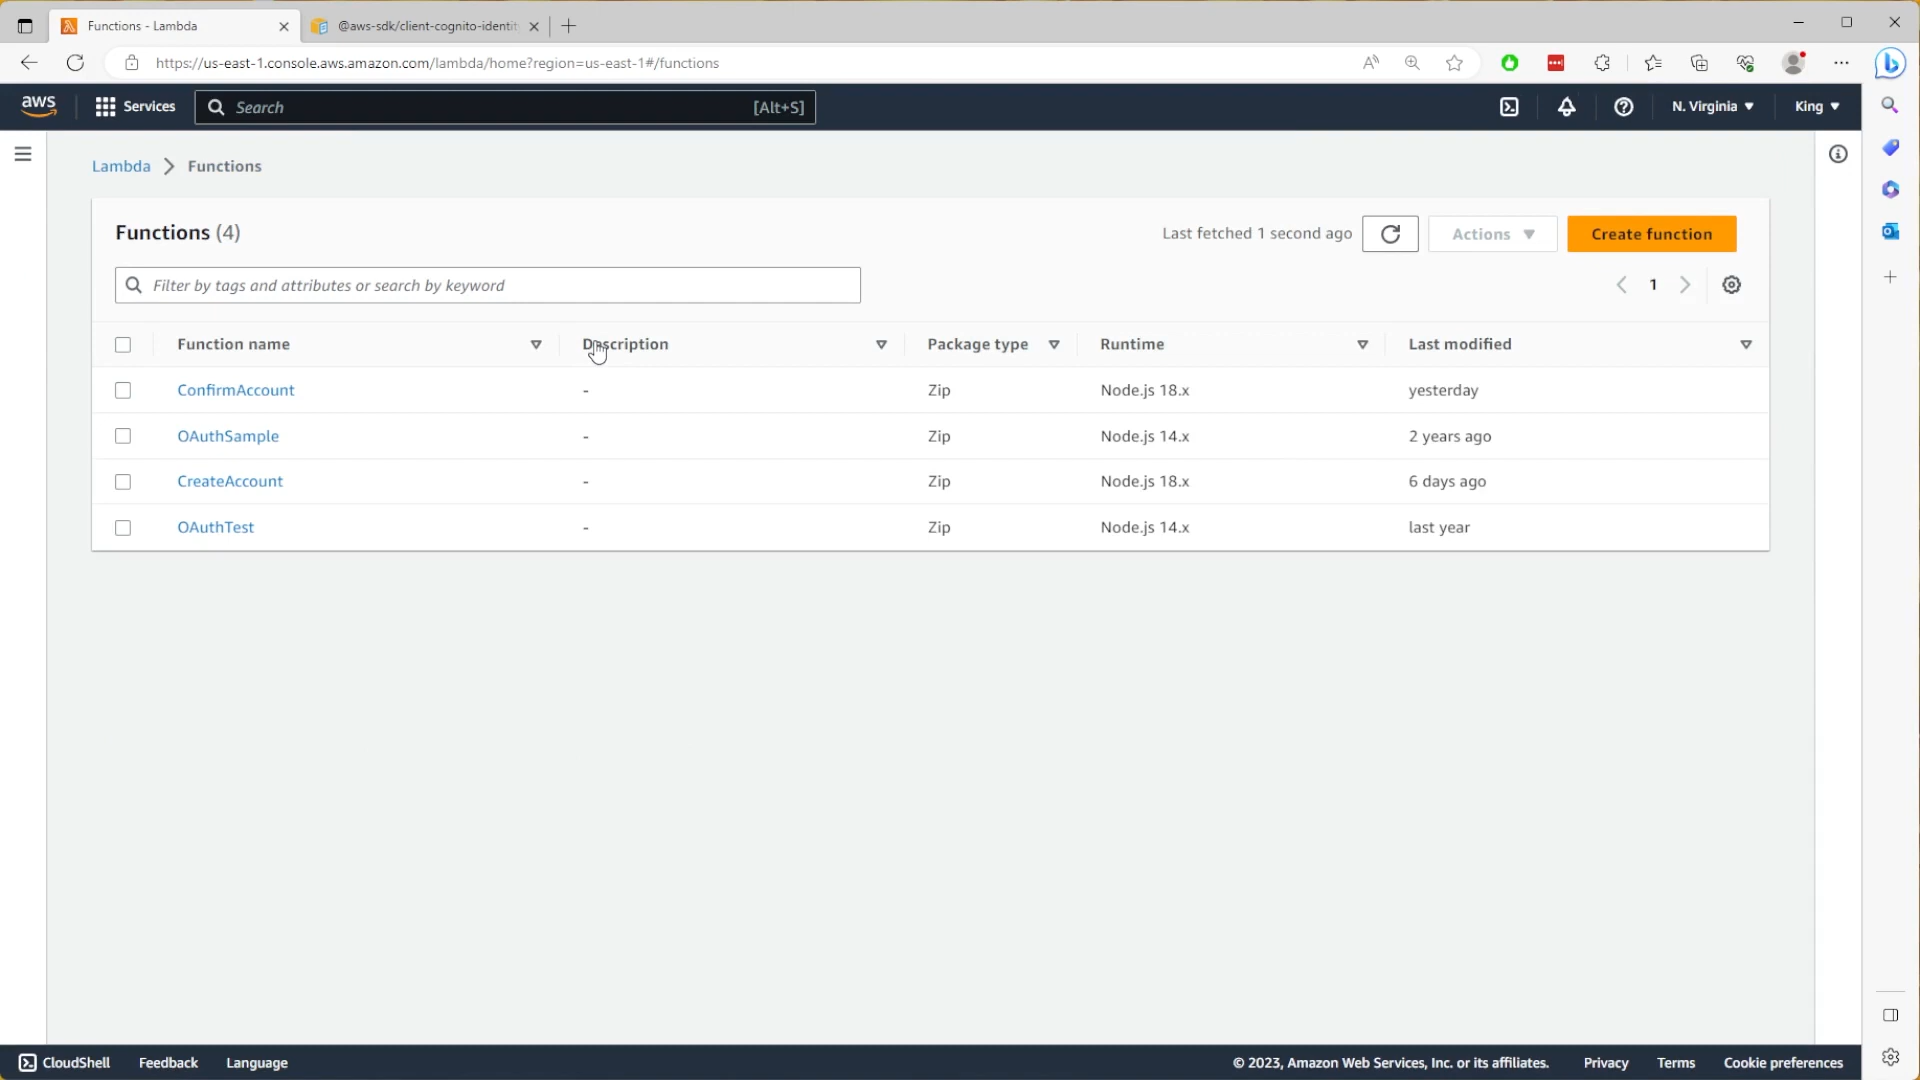 Functions - Lambda
@aws-sdk/client-cognito-identit
https://us-east-1.console.aws.amazon.com/lambda/home?region=us-east-1#/functions
aws
Services
Search
[Alt+S]
N. Virginia
King
Lambda
Functions
Functions (4)
Last fetched 1 second ago
Actions
Create function
Filter by tags and attributes or search by keyword
1
Function name
Description
Package type
Runtime
Last modified
ConfirmAccount - Zip Node.js 18.x yesterday
OAuthSample - Zip Node.js 14.x 2 years ago
CreateAccount - Zip Node.js 18.x 6 days ago
OAuthTest - Zip Node.js 14.x last year
CloudShell
Feedback
Language
© 2023, Amazon Web Services, Inc. or its affiliates.
Privacy
Terms
Cookie preferences